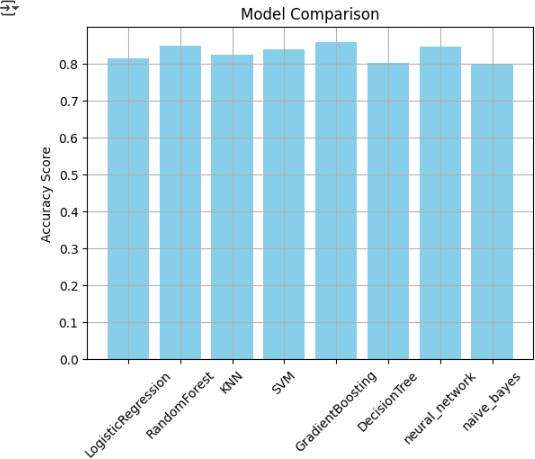 Model Comparison
Accuracy Score
0.8
0.7
0.6
0.5
0.4
0.3
0.2
0.1
0.0
LogisticRegression
RandomForest
KNN
SVM
GradientBoosting
DecisionTree
neural_network
naive_bayes